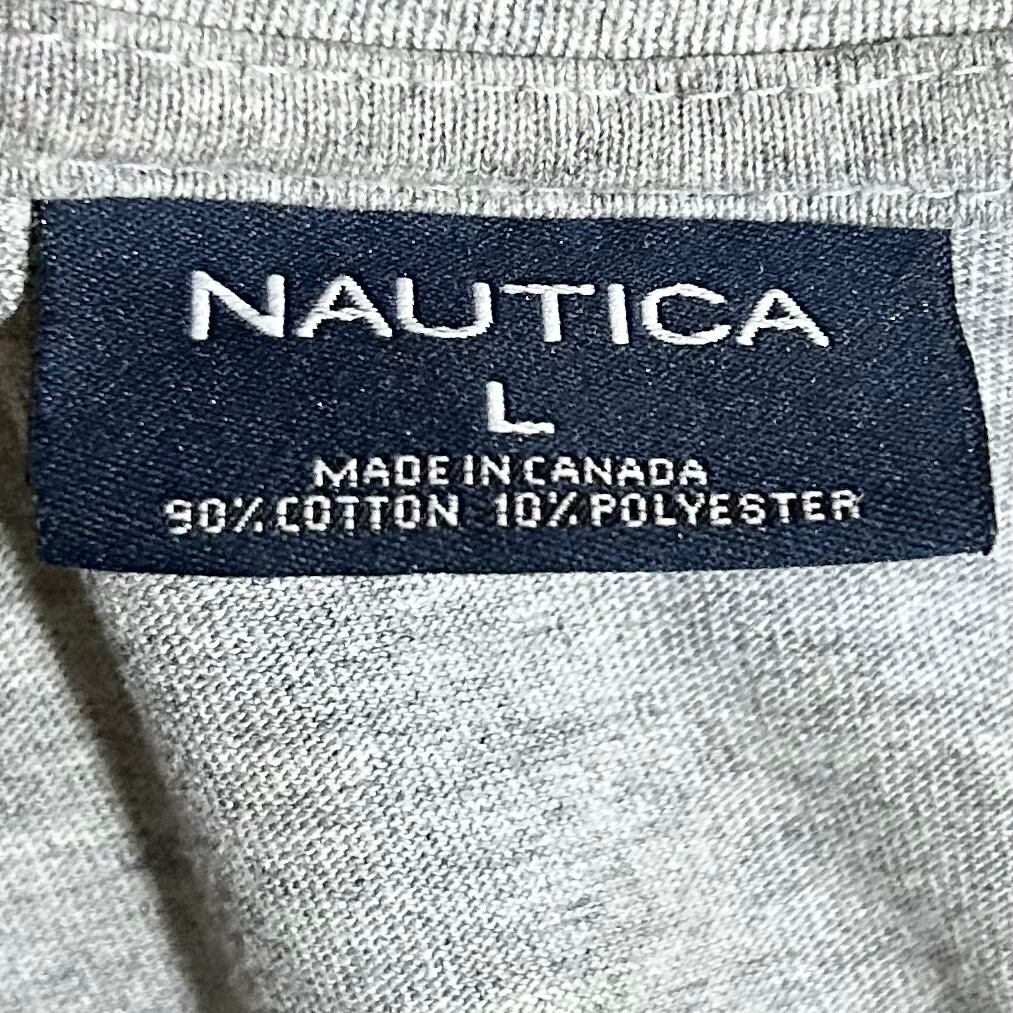 NAUTICA
L
MADE IN CANADA
90% COTTON 10% POLYESTER